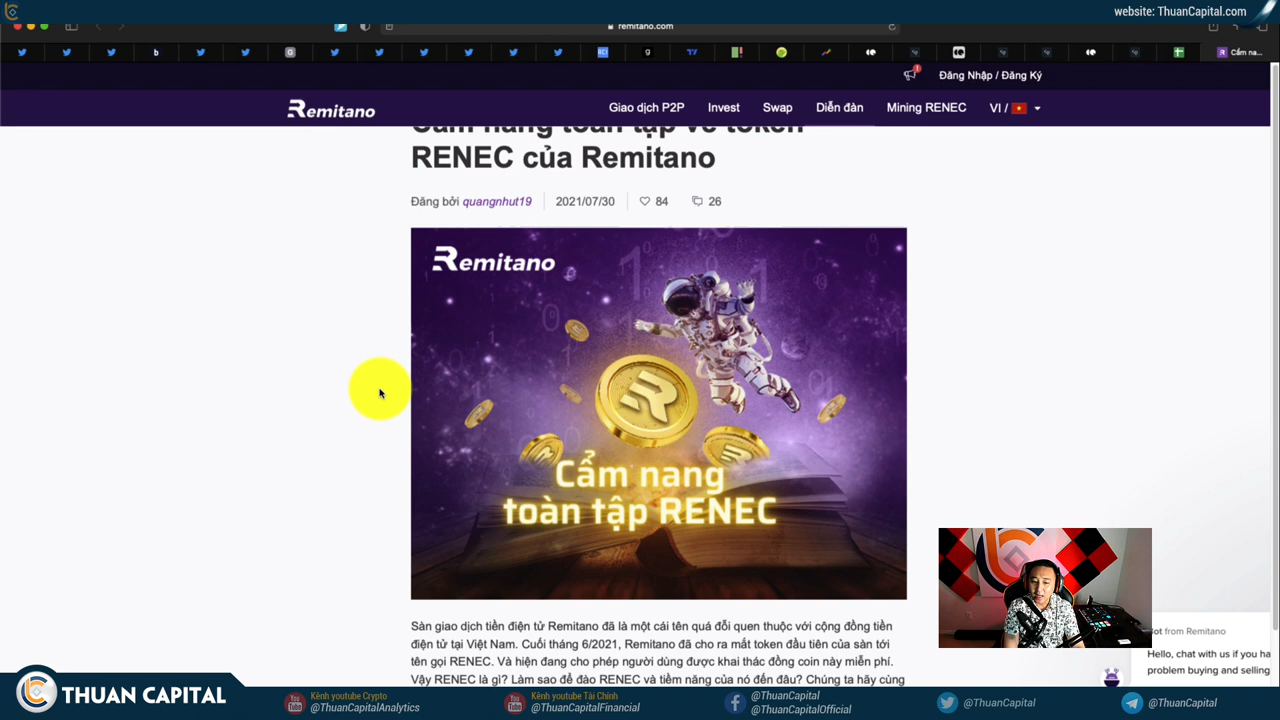 website: ThuanCapital.com
remitano.com
Cẩm na...
Đăng Nhập / Đăng Ký
Remitano
Giao dịch P2P
Invest
Swap
Diễn đàn
Mining RENEC
VI /
Cẩm nang toàn tập về token
RENEC của Remitano
Đăng bởi quangnhut19
2021/07/30
84
26
Remitano
Cẩm nang
toàn tập RENEC
Sàn giao dịch tiền điện tử Remitano đã là một cái tên quá đỗi quen thuộc với cộng đồng tiền
điện tử tại Việt Nam. Cuối tháng 6/2021, Remitano đã cho ra mắt token đầu tiên của sàn tới
tên gọi RENEC. Và hiện đang cho phép người dùng được khai thác đồng coin này miễn phí.
Vậy RENEC là gì? Làm sao để đào RENEC và tiềm năng của nó đến đâu? Chúng ta hãy cùng
from Remitano
Hello, chat with us if you ha
problem buying and selling
THUAN CAPITAL
Kênh youtube Crypto
@ThuanCapitalAnalytics
Kênh youtube Tài Chính
@ThuanCapitalFinancial
@ThuanCapital
@ThuanCapitalOfficial
@ThuanCapital
@ThuanCapital